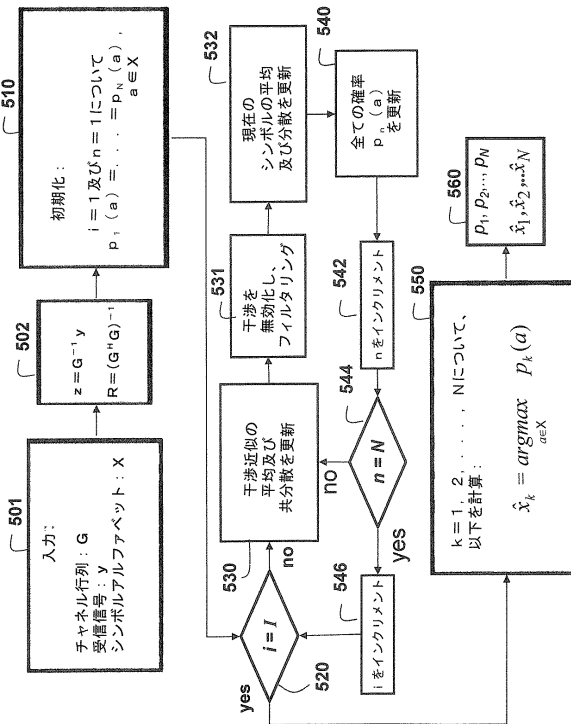 501
入力：
チャネル行列：G
受信信号：y
シンボルアルファベット：X
502
z＝G⁻¹y
R＝(GᴴG)⁻¹
510
初期化：
i＝1及びn＝1について
p₁(a)＝....＝p_N(a),
a∈X
520
i = I
yes
no
530
干渉近似の
平均及び
共分散を更新
531
干渉を
無効化し、
フィルタリング
532
現在の
シンボルの平均
及び分散を更新
540
全ての確率
pₙ(a)
を更新
542
nをインクリメント
544
n = N
no
yes
546
iをインクリメント
550
k＝1，2，．．．．，Nについて、
以下を計算：
x̂ₖ = argmax pₖ(a)
a∈X
560
p₁, p₂,..., p_N
x̂₁, x̂₂,...x̂_N